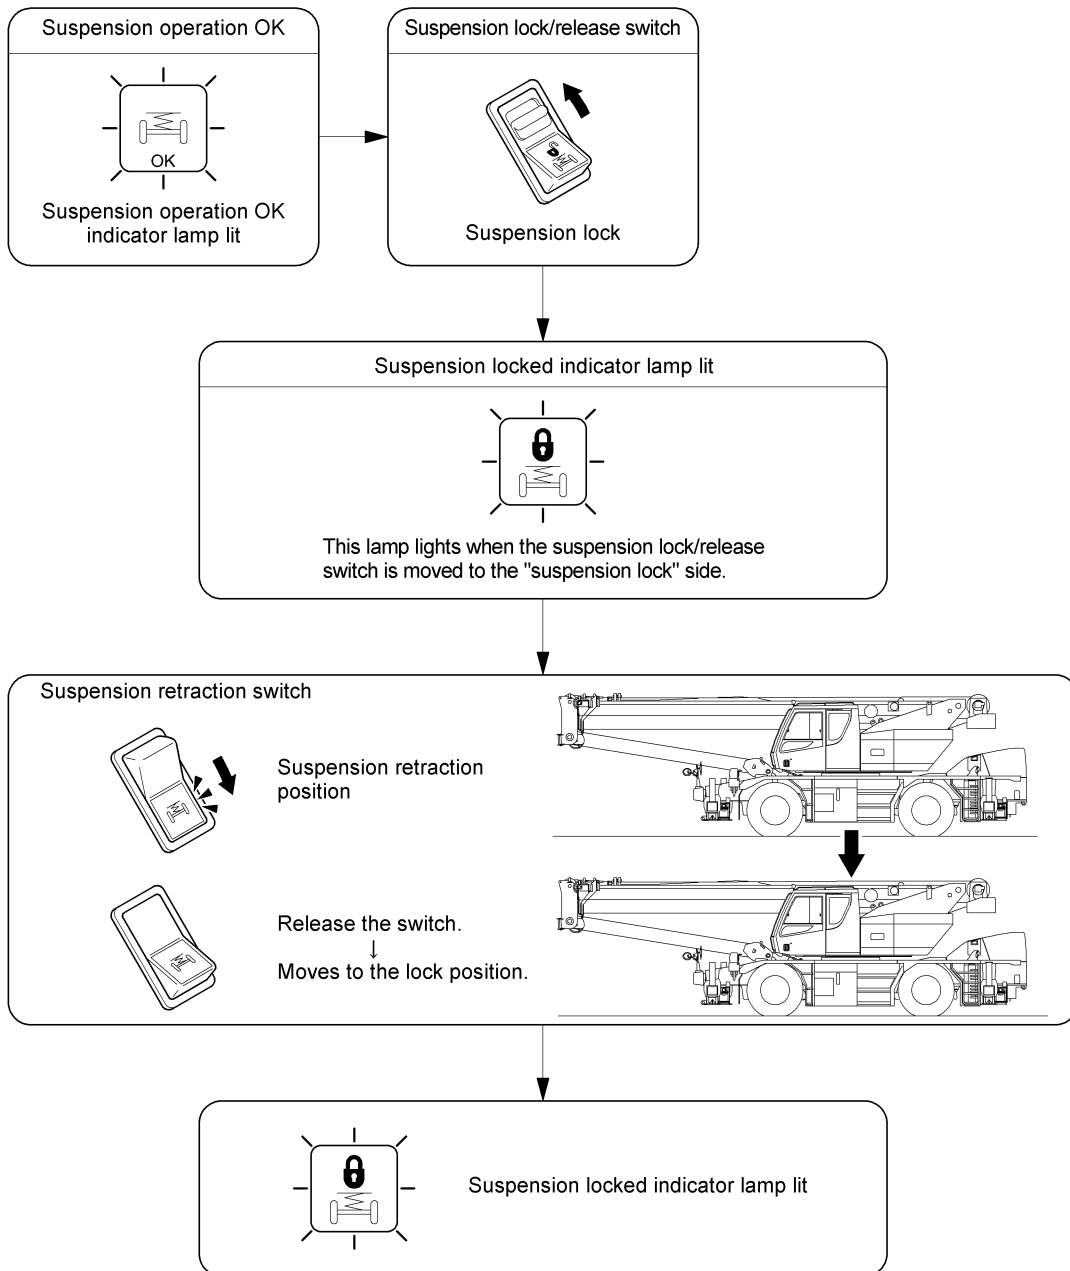 Suspension operation OK
OK
Suspension operation OK
indicator lamp lit
Suspension lock/release switch
Suspension lock
Suspension locked indicator lamp lit
This lamp lights when the suspension lock/release
switch is moved to the "suspension lock" side.
Suspension retraction switch
Suspension retraction
position
Release the switch.
↓
Moves to the lock position.
Suspension locked indicator lamp lit